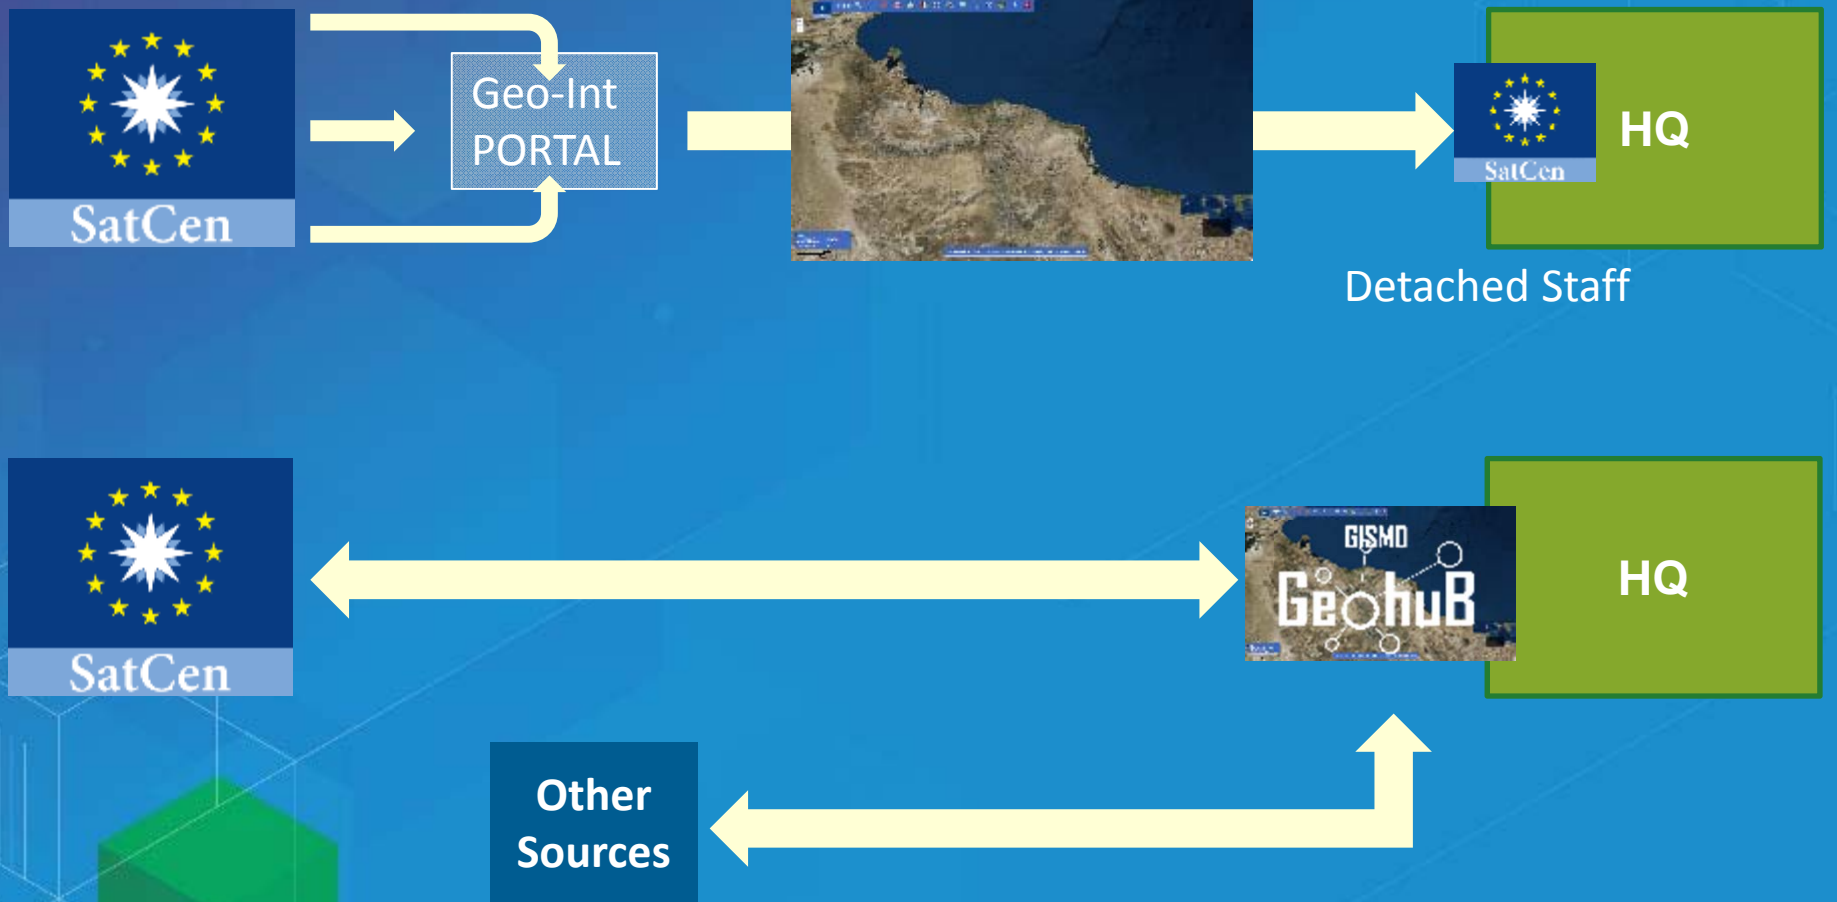 SatCen
Geo-Int
PORTAL
SatCen
HQ
Detached Staff
SatCen
GISMO
GeohuB
HQ
Other
Sources